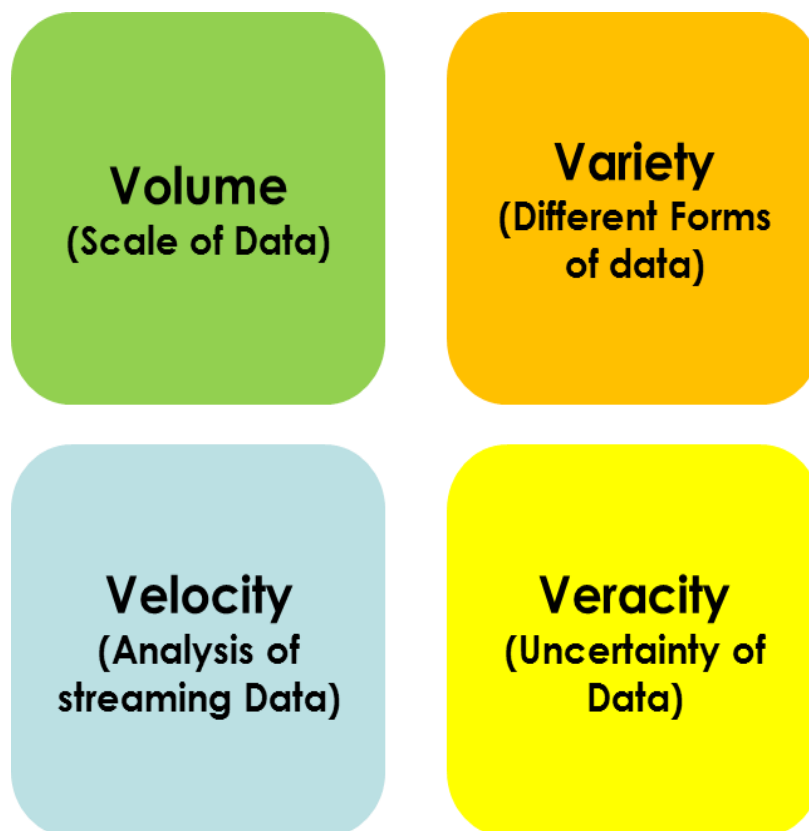 Volume
(Scale of Data)
Variety
(Different Forms
of data)
Velocity
(Analysis of
streaming Data)
Veracity
(Uncertainty of
Data)